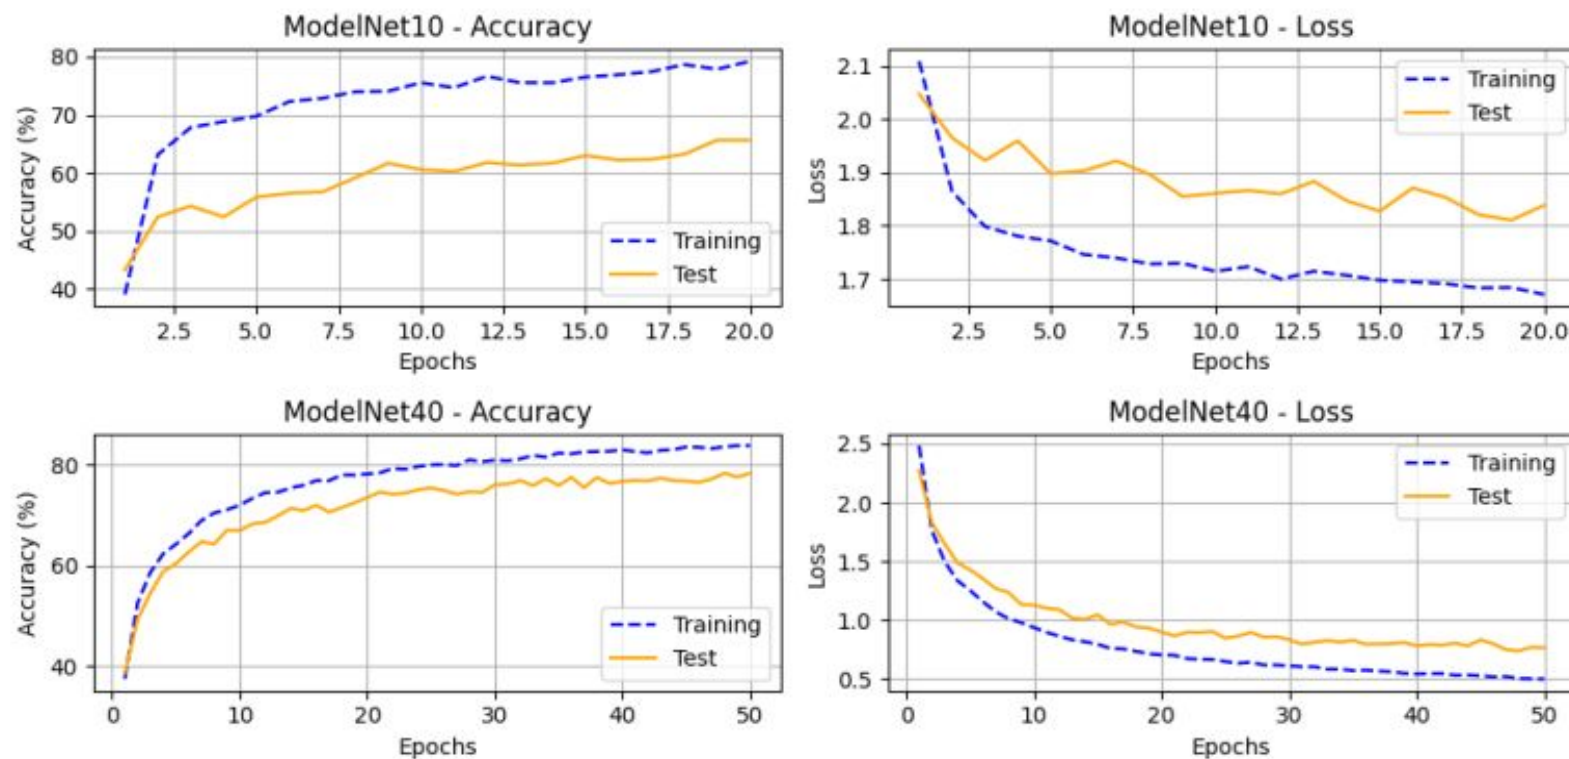 ModelNet10 - Accuracy
80
70
60
50
40
Accuracy (%)
Training
Test
2.5 5.0 7.5 10.0 12.5 15.0 17.5 20.0
Epochs
ModelNet10 - Loss
2.1
2.0
1.9
1.8
1.7
Loss
Training
Test
2.5 5.0 7.5 10.0 12.5 15.0 17.5 20.0
Epochs
ModelNet40 - Accuracy
80
60
40
Accuracy (%)
Training
Test
0 10 20 30 40 50
Epochs
ModelNet40 - Loss
2.5
2.0
1.5
1.0
0.5
Loss
Training
Test
0 10 20 30 40 50
Epochs